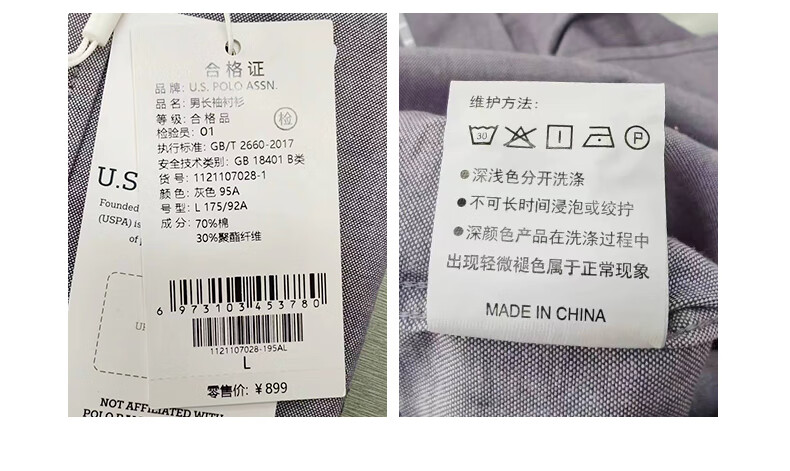 合格证
品 牌: U.S. POLO ASSN.
品 名: 男长袖衬衫
等 级: 合格品
检
检验员: 01
执行标准: GB/T 2660-2017
安全技术类别: GB 18401 B类
货 号: 1121107028-1
颜 色: 灰色 95A
号 型: L 175/92A
成 分: 70%棉
30%聚酯纤维
6 973103 453780
1121107028-195AL
L
零售价: ¥899
U.S
Founded
(USPA) is
of
NOT AFFILIATED WITH
维护方法:
30
P
深浅色分开洗涤
不可长时间浸泡或绞拧
深颜色产品在洗涤过程中
出现轻微褪色属于正常现象
MADE IN CHINA